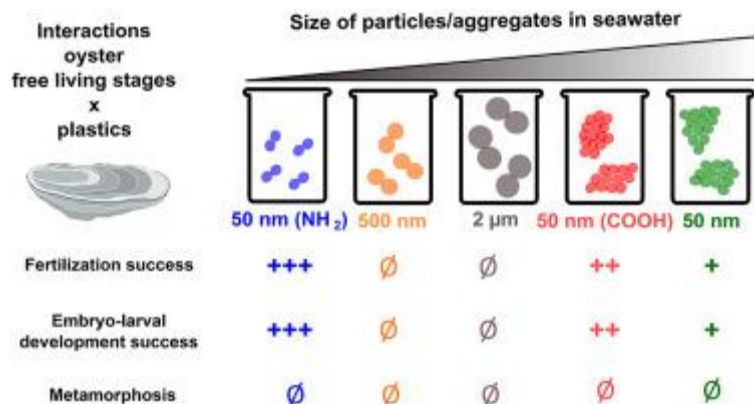 Interactions
oyster
free living stages
x
plastics
Size of particles/aggregates in seawater
50 nm (NH₂) 500 nm 2 µm 50 nm (COOH) 50 nm
Fertilization success +++ Ø Ø ++ +
Embryo-larval
development success +++ Ø Ø ++ +
Metamorphosis Ø Ø Ø Ø Ø